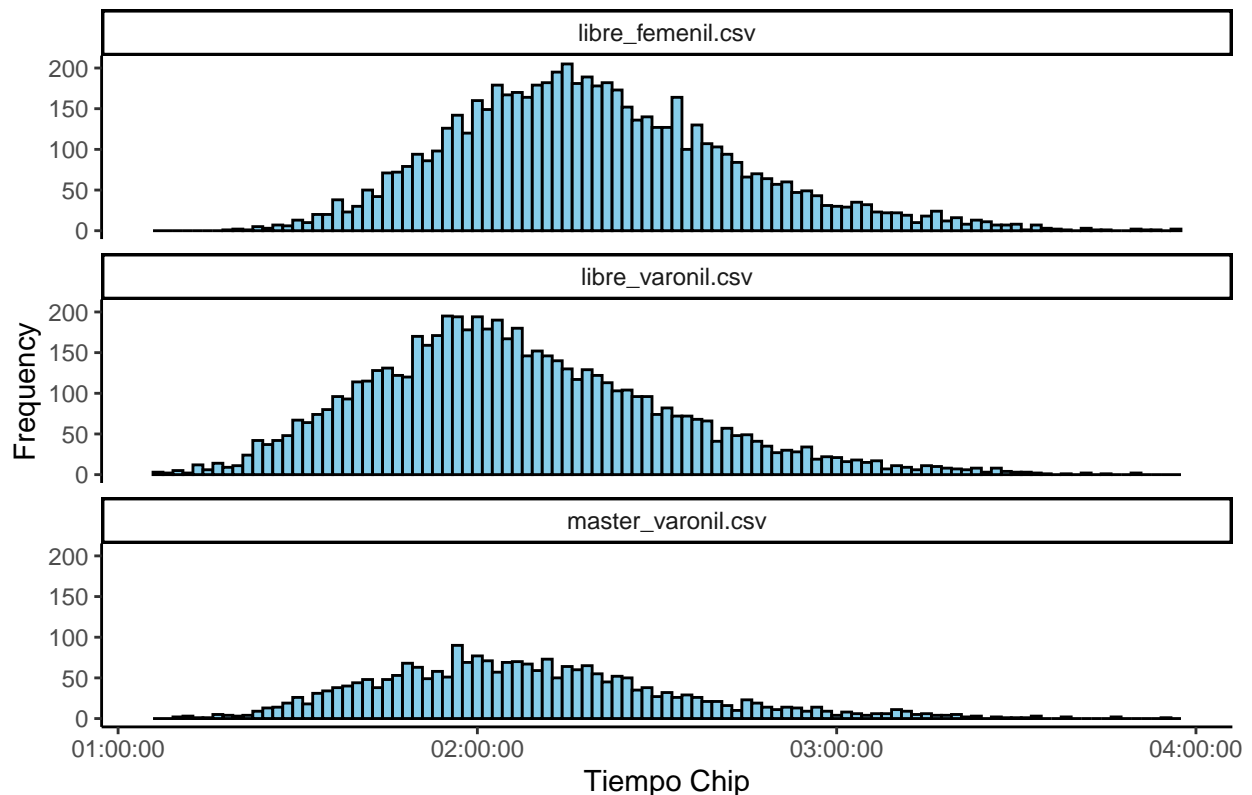 libre_femenil.csv
200
150
100
50
0
libre_varonil.csv
200
150
100
50
0
Frequency
master_varonil.csv
200
150
100
50
0
01:00:00 02:00:00 03:00:00 04:00:00
Tiempo Chip